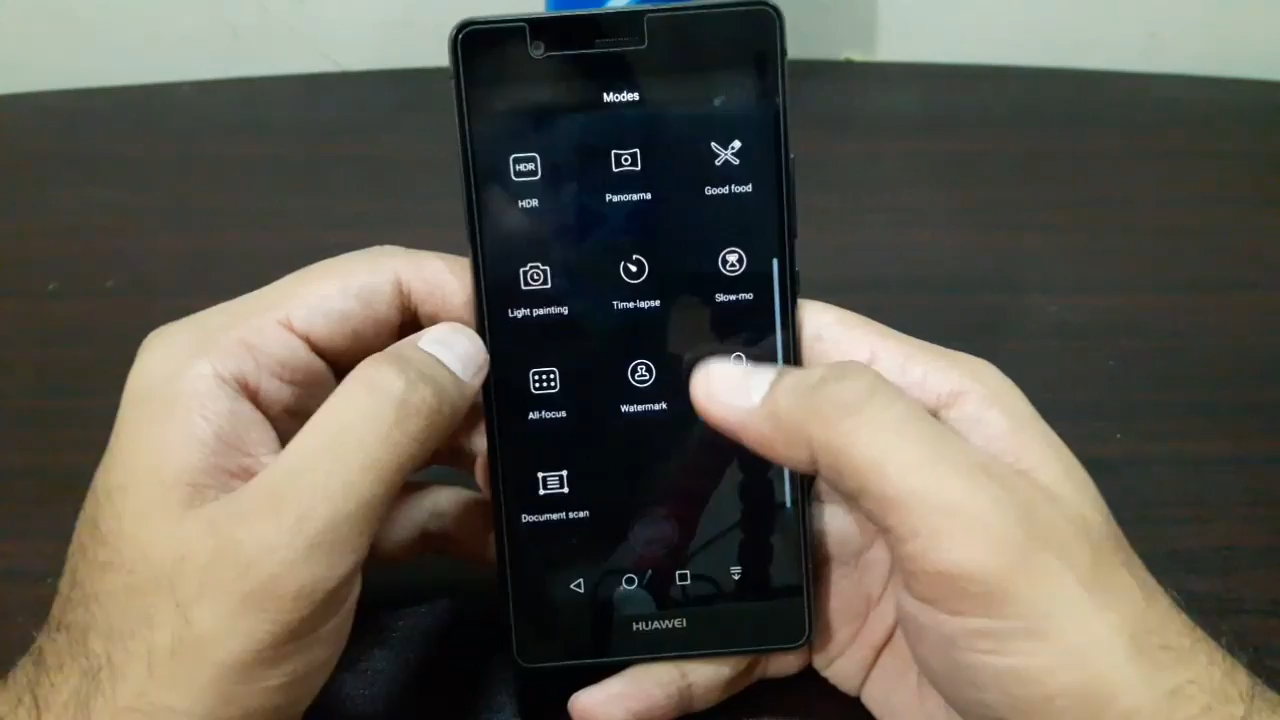 Modes
HDR
HDR
Panorama
Good food
Light painting
Time-lapse
Slow-mo
All-focus
Watermark
Document scan
HUAWEI